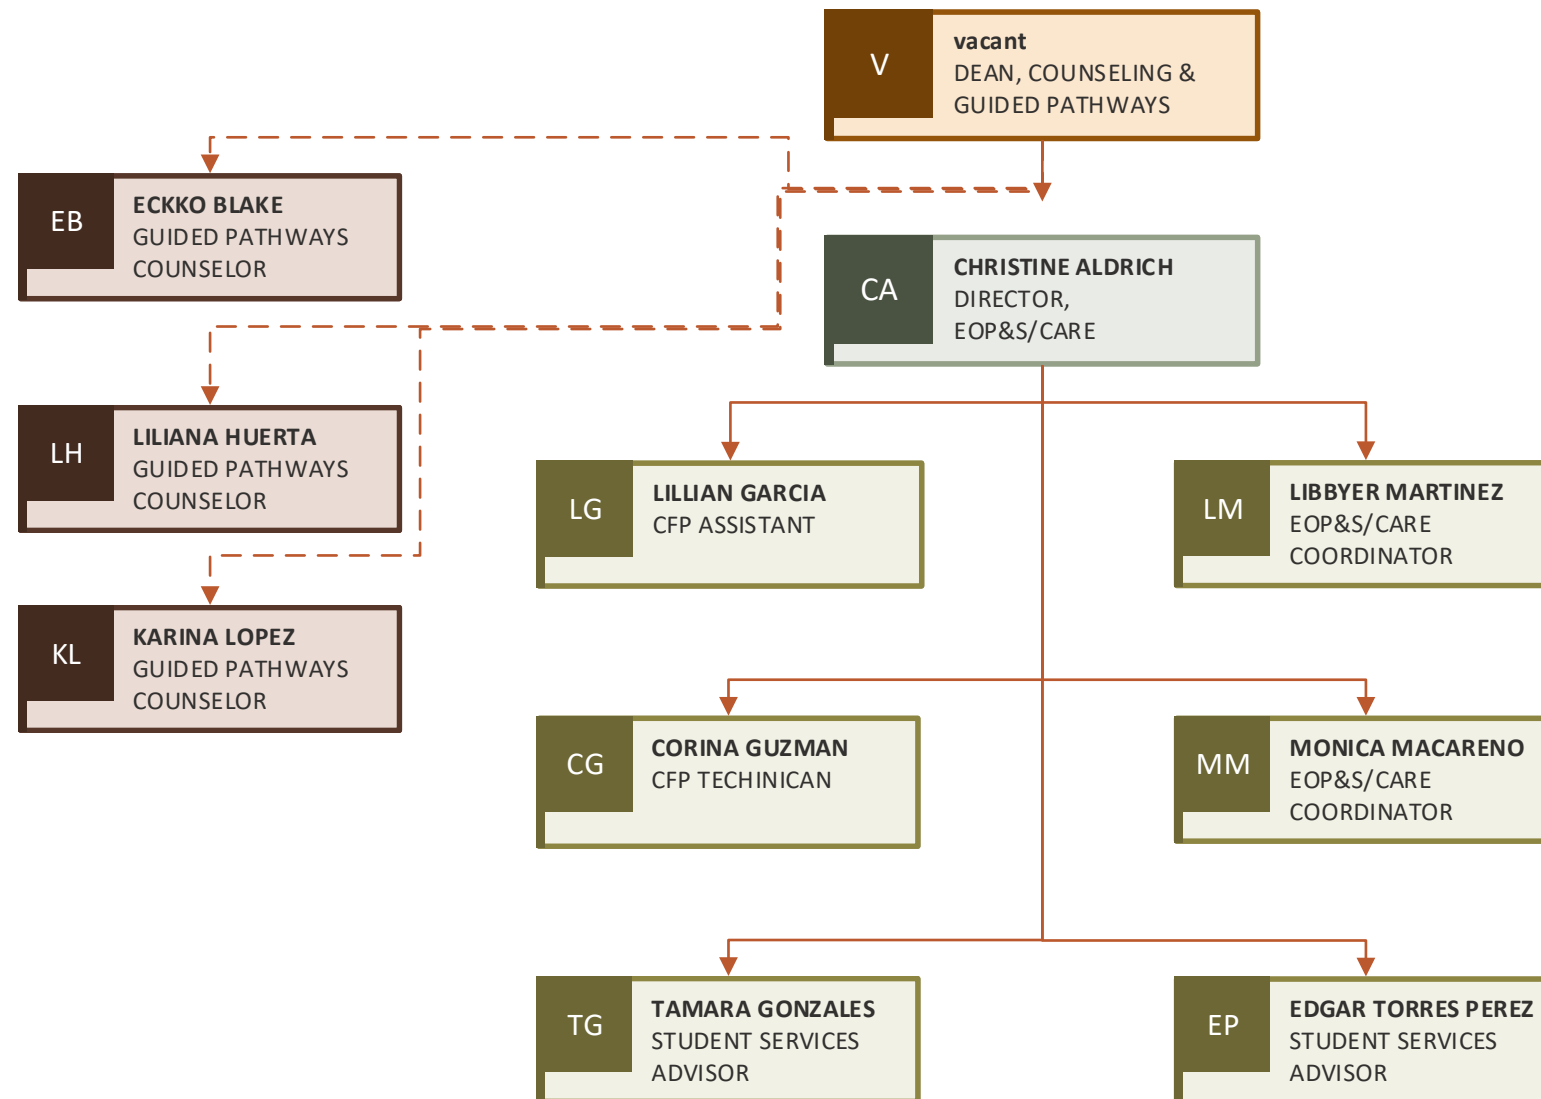 V
vacant
DEAN, COUNSELING &
GUIDED PATHWAYS
EB
ECKKO BLAKE
GUIDED PATHWAYS
COUNSELOR
CA
CHRISTINE ALDRICH
DIRECTOR,
EOP&S/CARE
LH
LILIANA HUERTA
GUIDED PATHWAYS
COUNSELOR
LG
LILLIAN GARCIA
CFP ASSISTANT
LM
LIBBYER MARTINEZ
EOP&S/CARE
COORDINATOR
KL
KARINA LOPEZ
GUIDED PATHWAYS
COUNSELOR
CG
CORINA GUZMAN
CFP TECHINICAN
MM
MONICA MACARENO
EOP&S/CARE
COORDINATOR
TG
TAMARA GONZALES
STUDENT SERVICES
ADVISOR
EP
EDGAR TORRES PEREZ
STUDENT SERVICES
ADVISOR